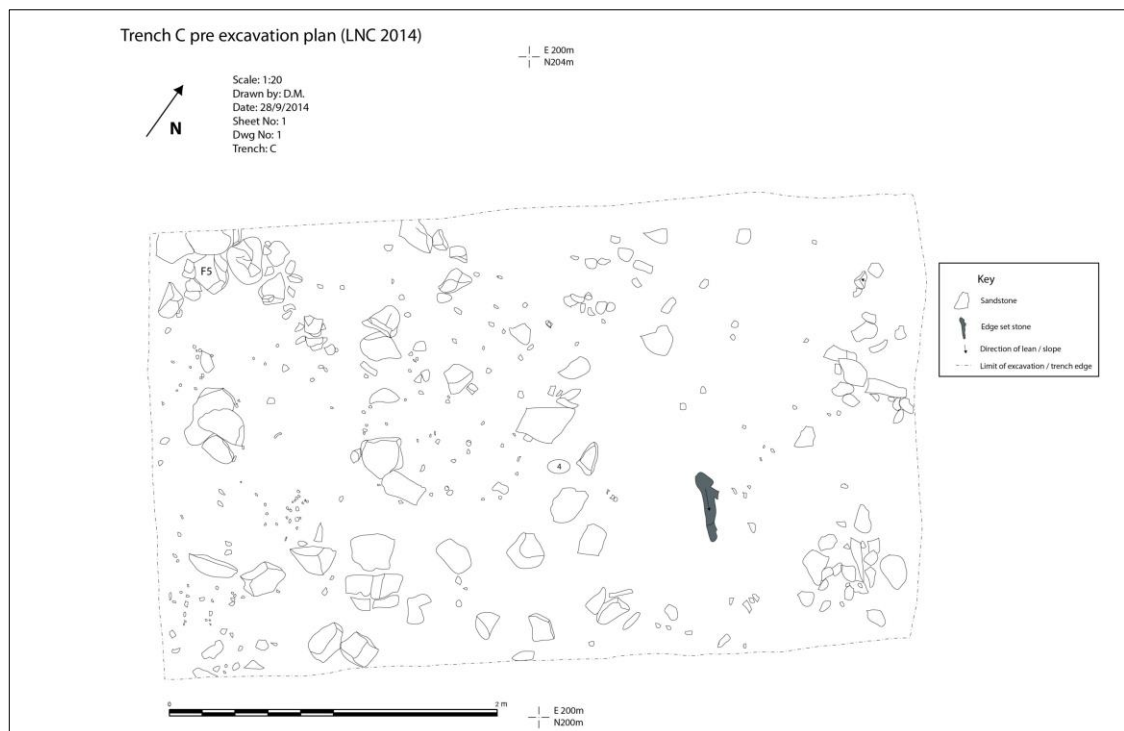 Trench C pre excavation plan (LNC 2014)
E 200m
N204m
N
Scale: 1:20
Drawn by: D.M.
Date: 28/9/2014
Sheet No: 1
Dwg No: 1
Trench: C
F5
4
Key
Sandstone
Edge set stone
Direction of lean / slope
Limit of excavation / trench edge
0
2 m
E 200m
N200m